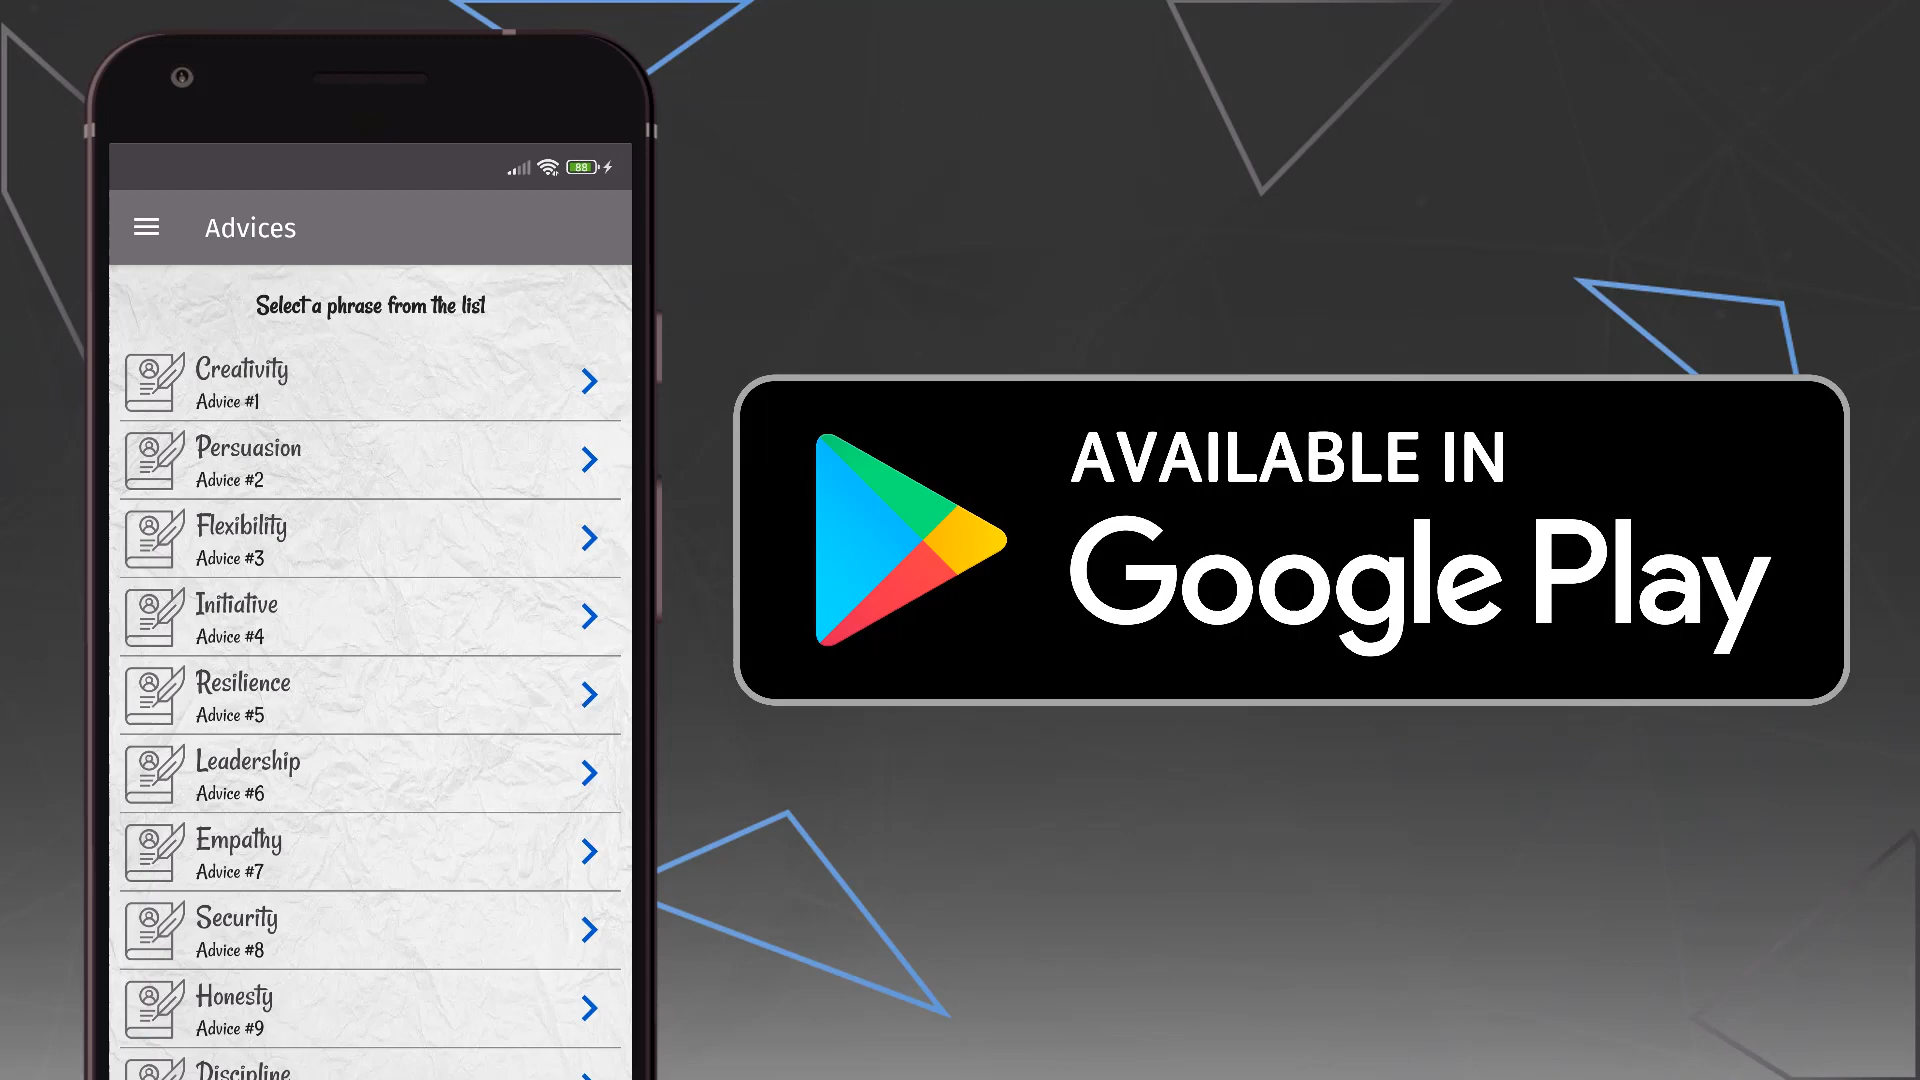 88
Advices
Select a phrase from the list
Creativity
Advice #1
Persuasion
Advice #2
Flexibility
Advice #3
Initiative
Advice #4
Resilience
Advice #5
Leadership
Advice #6
Empathy
Advice #7
Security
Advice #8
Honesty
Advice #9
Discipline
AVAILABLE IN
Google Play